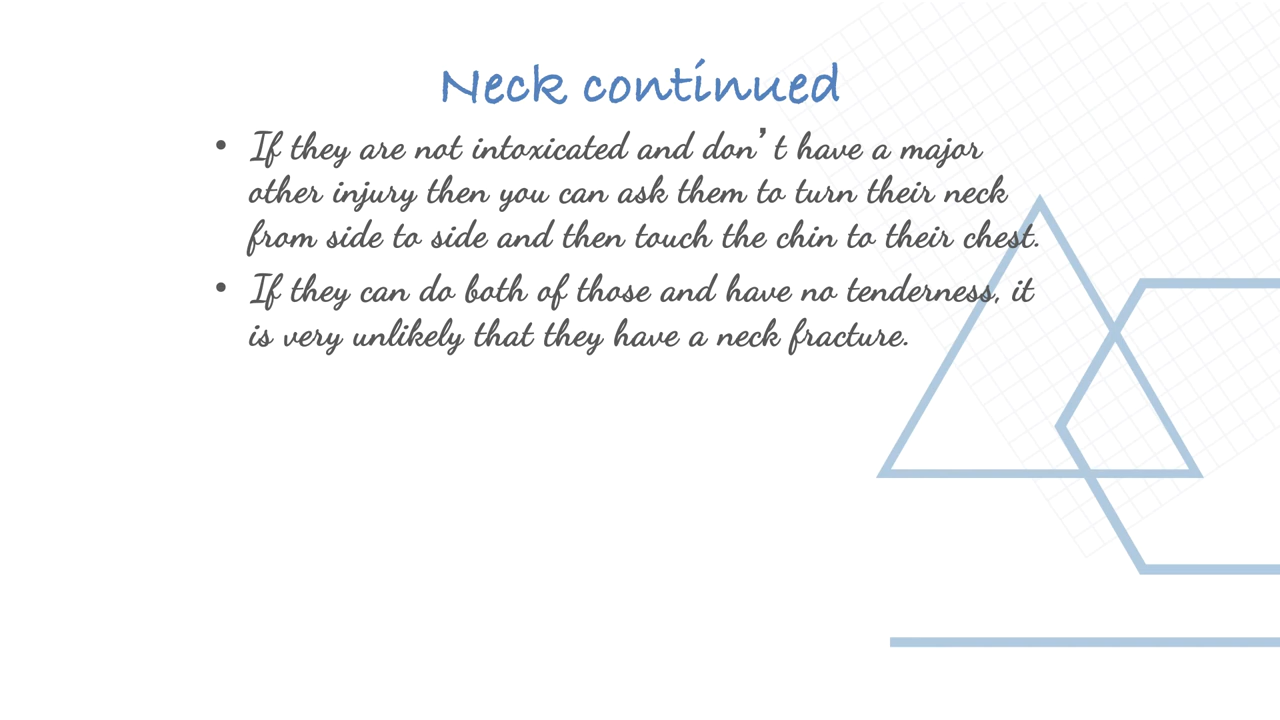 Neck continued
• If they are not intoxicated and don’t have a major
other injury then you can ask them to turn their neck
from side to side and then touch the chin to their chest.
• If they can do both of those and have no tenderness, it
is very unlikely that they have a neck fracture.